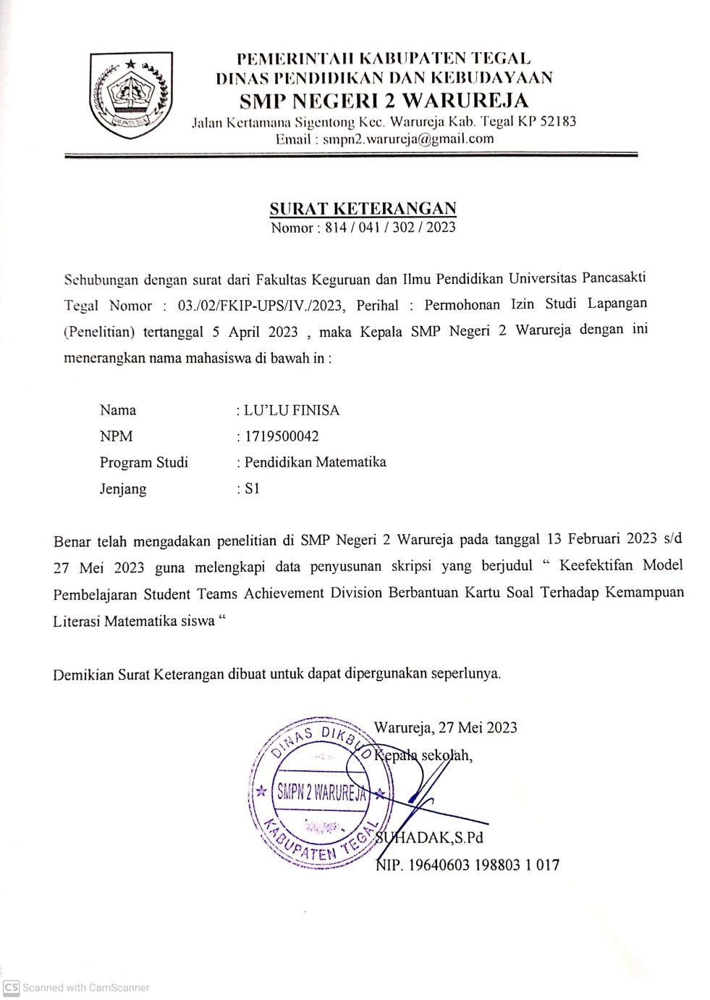 PEMERINTAH KABUPATEN TEGAL
DINAS PENDIDIKAN DAN KEBUDAYAAN
SMP NEGERI 2 WARUREJA
Jalan Kertamana Sigentong Kec. Warureja Kab. Tegal KP 52183
Email : smpn2.warureja@gmail.com
KABUPATEN TEGAL
SURAT KETERANGAN
Nomor : 814 / 041 / 302 / 2023
Sehubungan dengan surat dari Fakultas Keguruan dan Ilmu Pendidikan Universitas Pancasakti
Tegal Nomor : 03./02/FKIP-UPS/IV./2023, Perihal : Permohonan Izin Studi Lapangan
(Penelitian) tertanggal 5 April 2023 , maka Kepala SMP Negeri 2 Warureja dengan ini
menerangkan nama mahasiswa di bawah in :
Nama : LU’LU FINISA
NPM : 1719500042
Program Studi : Pendidikan Matematika
Jenjang : S1
Benar telah mengadakan penelitian di SMP Negeri 2 Warureja pada tanggal 13 Februari 2023 s/d
27 Mei 2023 guna melengkapi data penyusunan skripsi yang berjudul “ Keefektifan Model
Pembelajaran Student Teams Achievement Division Berbantuan Kartu Soal Terhadap Kemampuan
Literasi Matematika siswa “
Demikian Surat Keterangan dibuat untuk dapat dipergunakan seperlunya.
Warureja, 27 Mei 2023
Kepala sekolah,
DINAS DIKBUD
SMPN 2 WARUREJA
KABUPATEN TEGAL
SUHADAK,S.Pd
NIP. 19640603 198803 1 017
CS Scanned with CamScanner